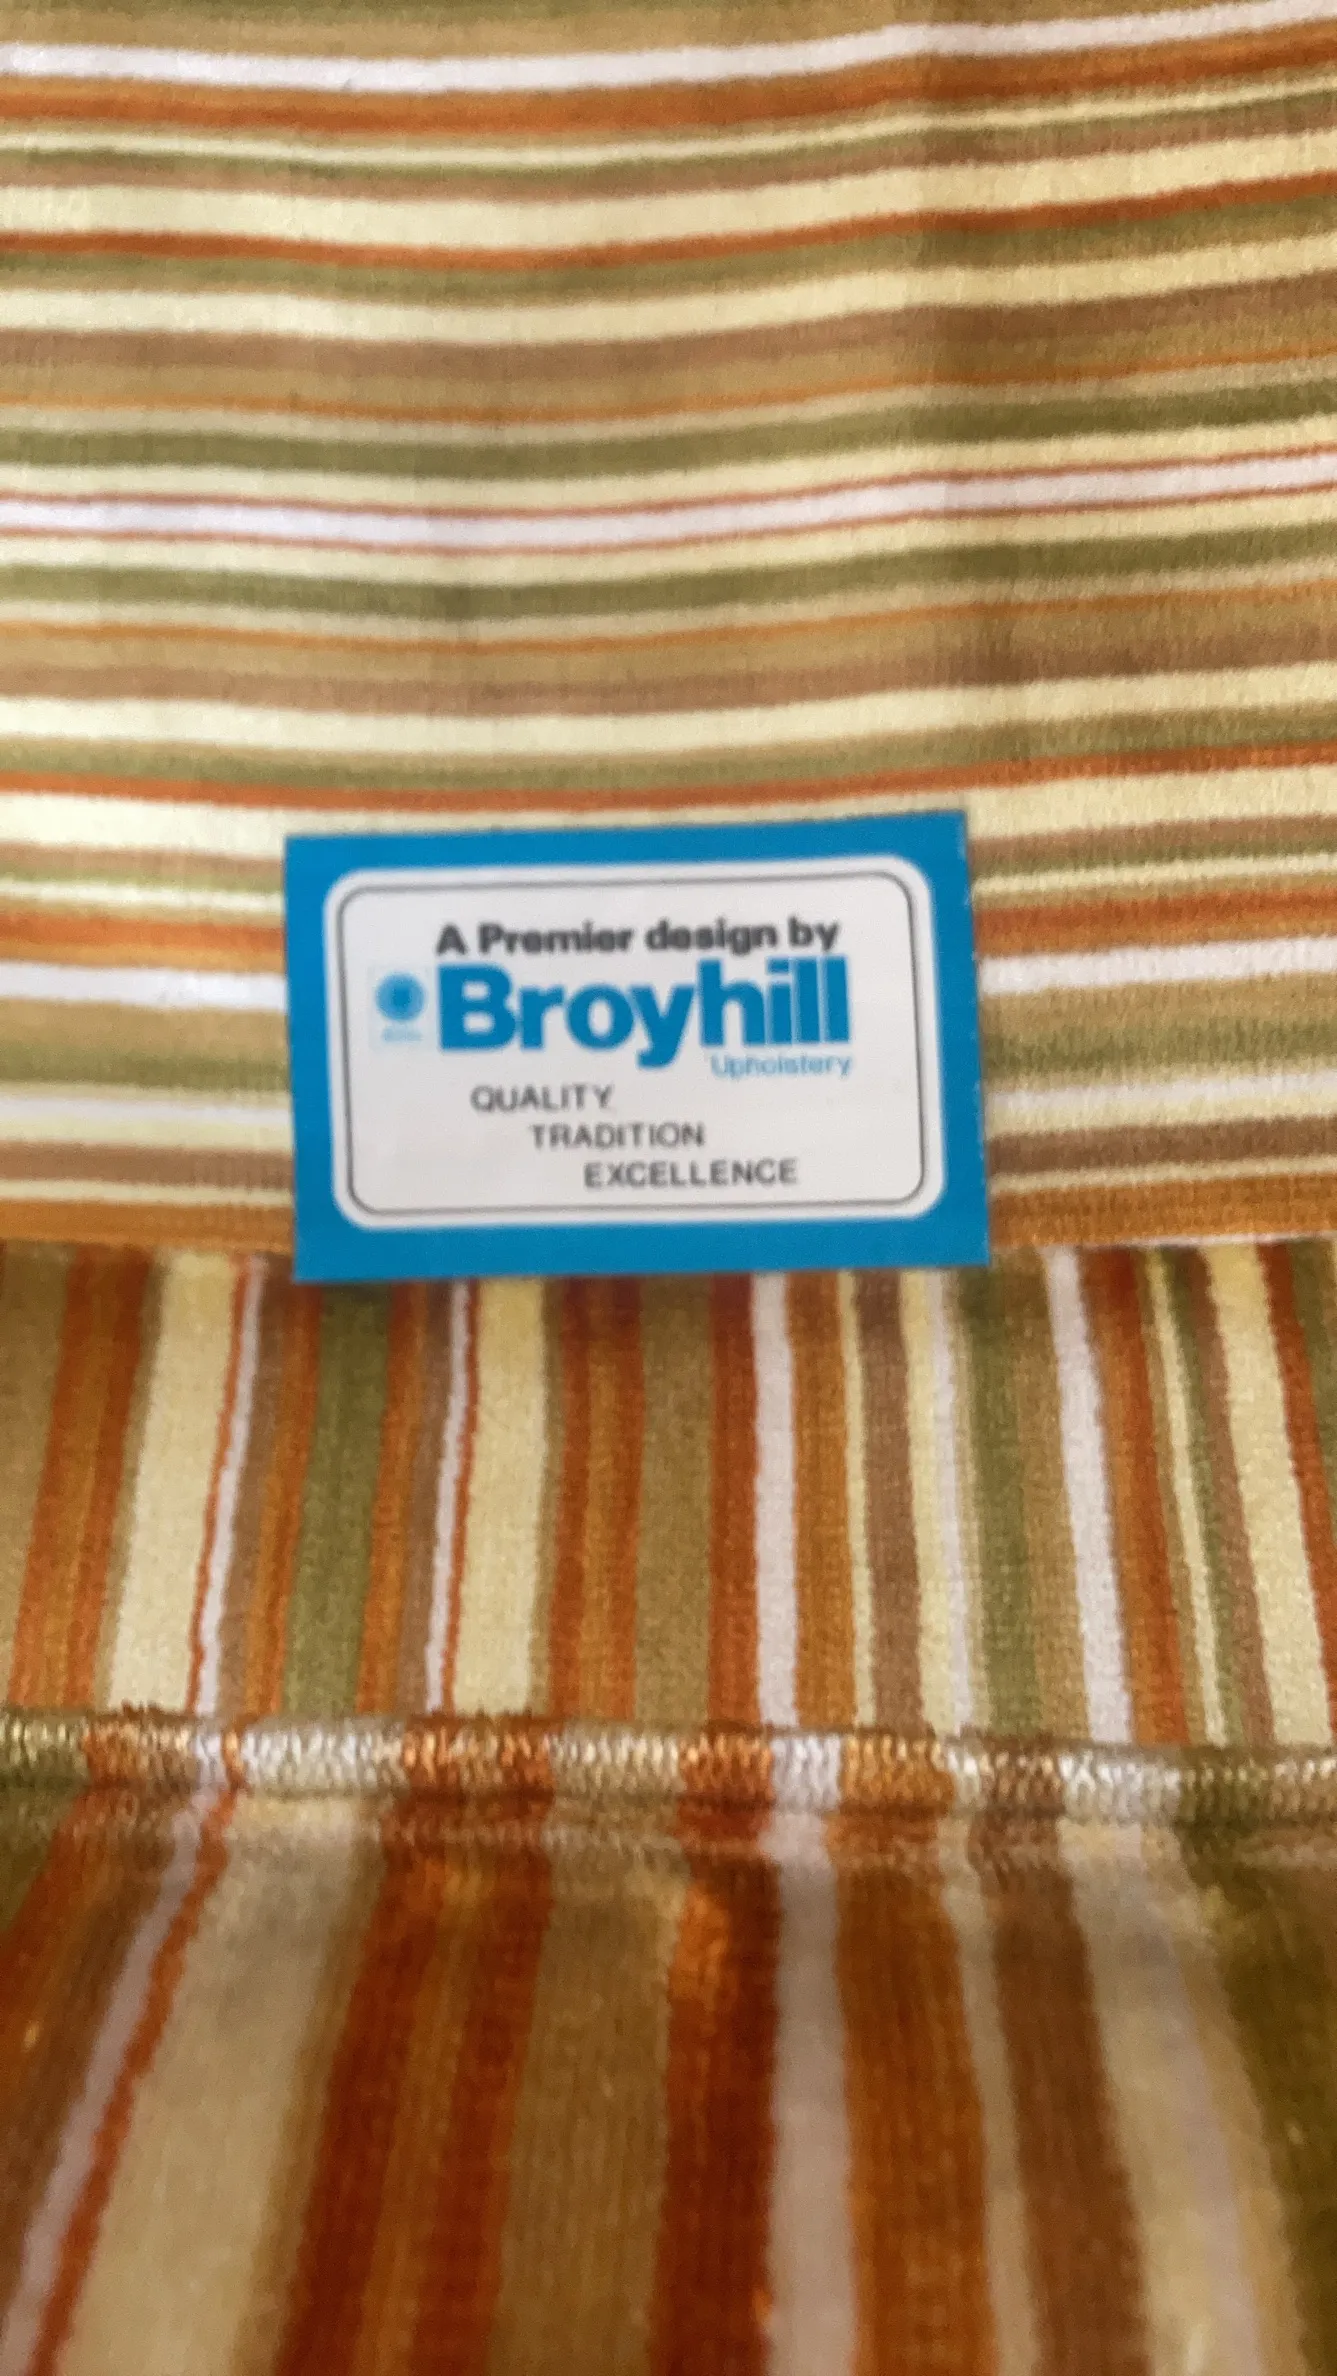 A Premier design by
Broyhill
Upholstery
QUALITY
TRADITION
EXCELLENCE